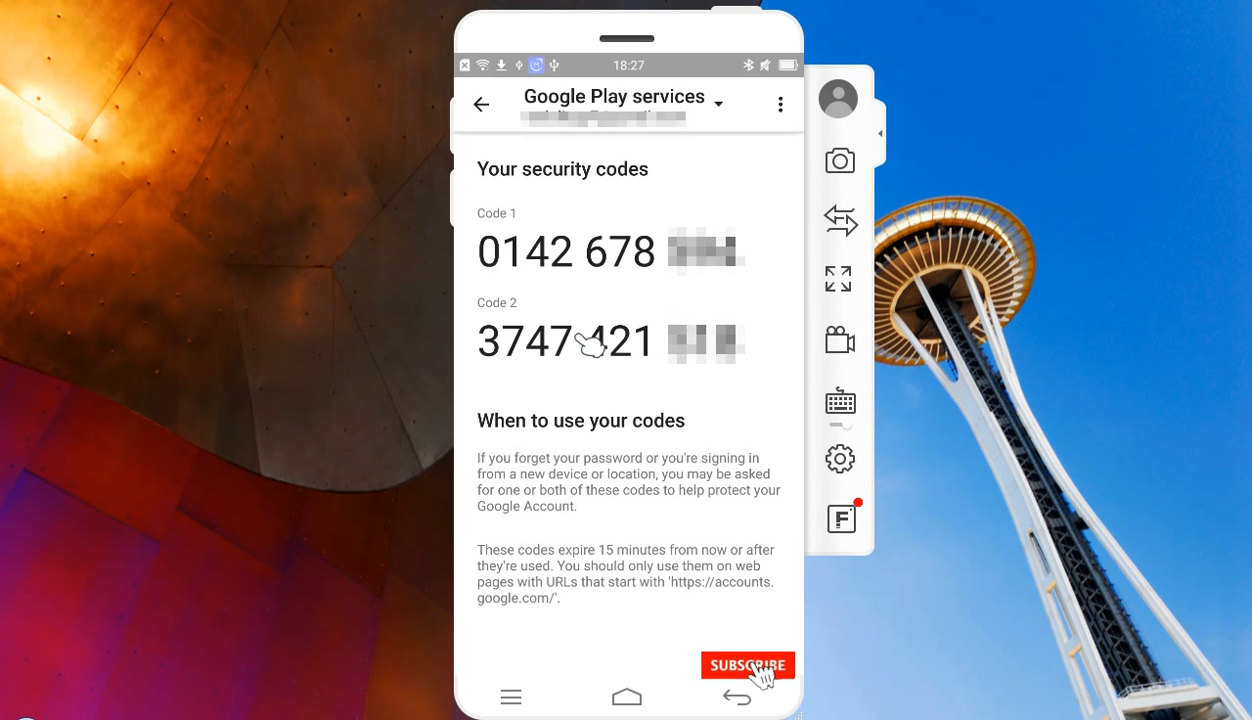 18:27
Google Play services
Your security codes
Code 1
0142 678
Code 2
3747 421
When to use your codes
If you forget your password or you're signing in
from a new device or location, you may be asked
for one or both of these codes to help protect your
Google Account.
These codes expire 15 minutes from now or after
they're used. You should only use them on web
pages with URLs that start with 'https://accounts.
google.com/'.
SUBSCRIBE
F